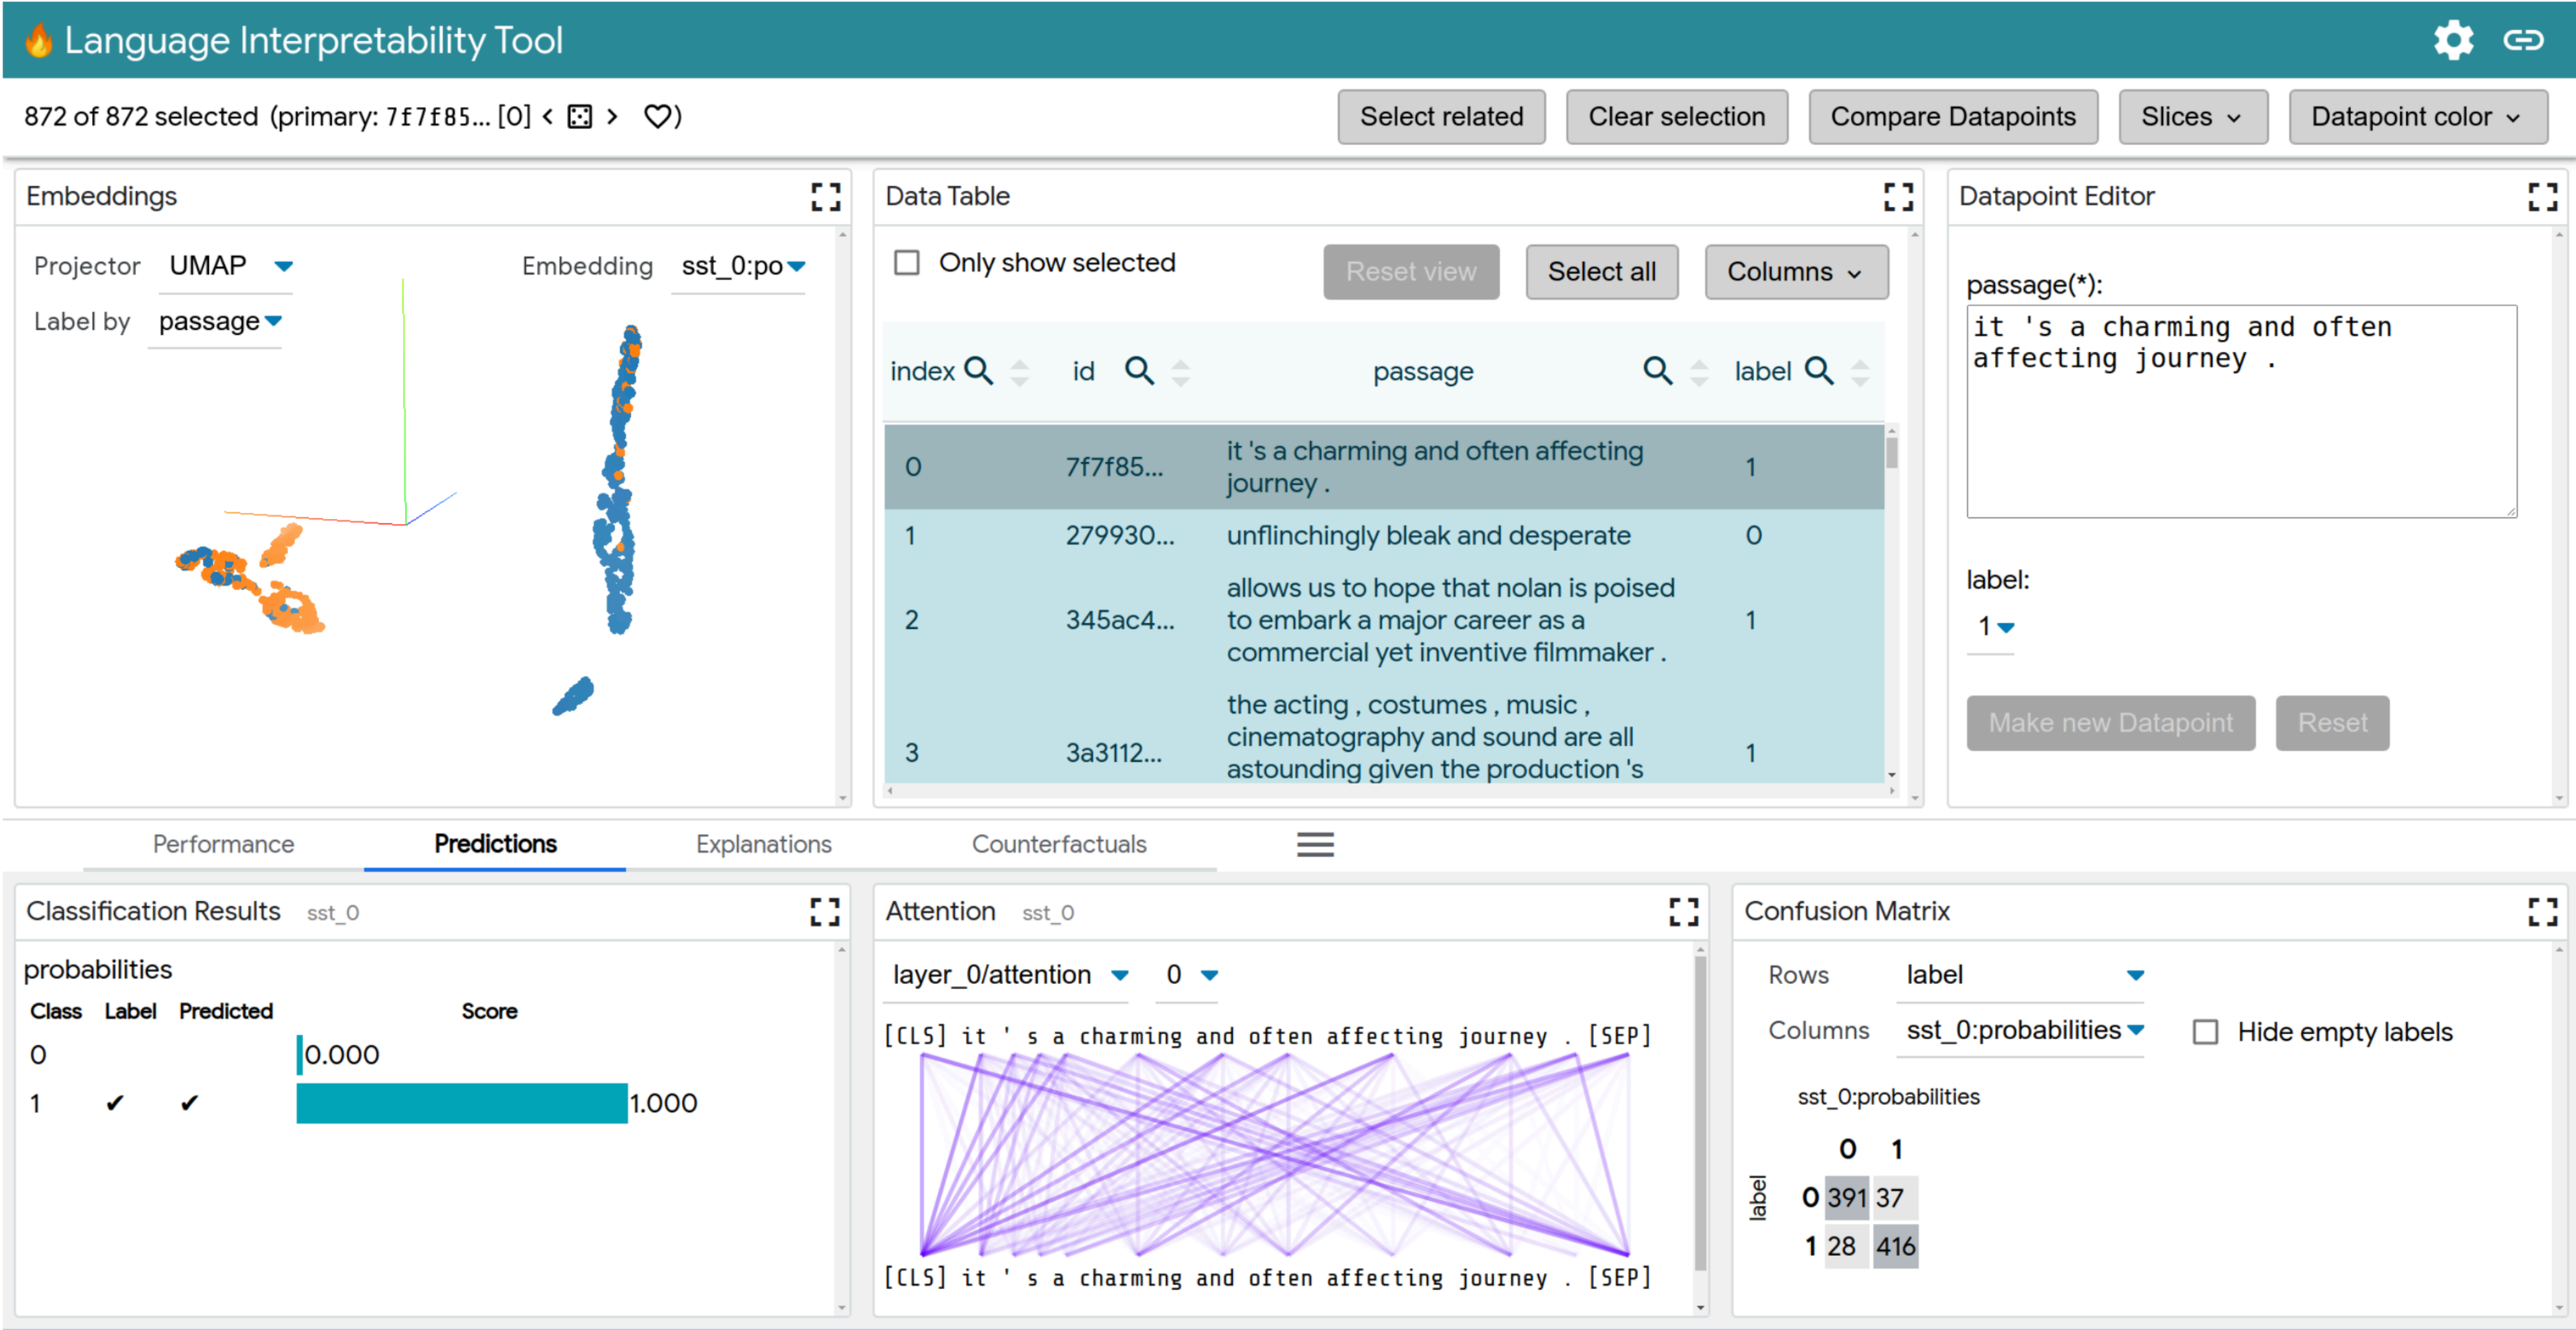 Language Interpretability Tool
872 of 872 selected (primary: 7f7f85... [0] < > )
Select related
Clear selection
Compare Datapoints
Slices
Datapoint color
Embeddings
Projector UMAP
Embedding sst_0:po
Label by passage
Data Table
Only show selected
Reset view
Select all
Columns
index id passage label
0 7f7f85... it 's a charming and often affecting
journey . 1
1 279930... unflinchingly bleak and desperate 0
allows us to hope that nolan is poised
2 345ac4... to embark a major career as a 1
commercial yet inventive filmmaker .
the acting , costumes , music ,
cinematography and sound are all
3 3a3112... astounding given the production 's 1
Datapoint Editor
passage(*):
it 's a charming and often
affecting journey .
label:
1
Make new Datapoint
Reset
Performance
Predictions
Explanations
Counterfactuals
Classification Results sst_0
probabilities
Class Label Predicted Score
0 0.000
1 ✔ ✔ 1.000
Attention sst_0
layer_0/attention 0
[CLS] it ' s a charming and often affecting journey . [SEP]
[CLS] it ' s a charming and often affecting journey . [SEP]
Confusion Matrix
Rows label
Columns sst_0:probabilities
Hide empty labels
sst_0:probabilities
0 1
label
0 391 37
1 28 416